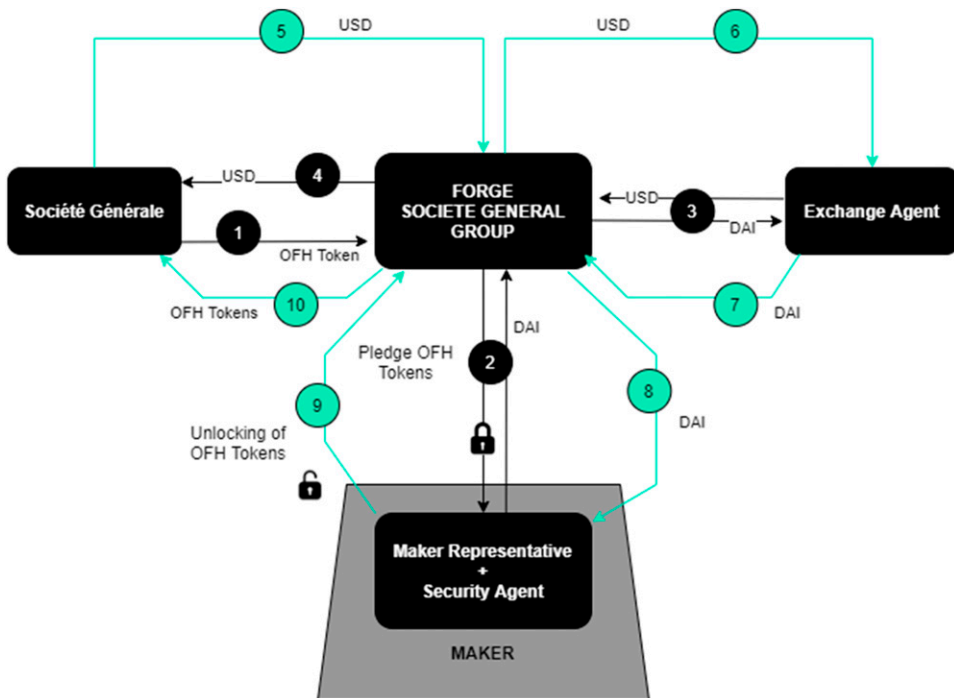 5
USD
USD
6
Société Générale
USD
4
1
OFH Token
FORGE
SOCIETE GENERAL
GROUP
USD
3
DAI
Exchange Agent
OFH Tokens
10
7
DAI
DAI
Pledge OFH
Tokens
2
9
8
DAI
Unlocking of
OFH Tokens
Maker Representative
+
Security Agent
MAKER